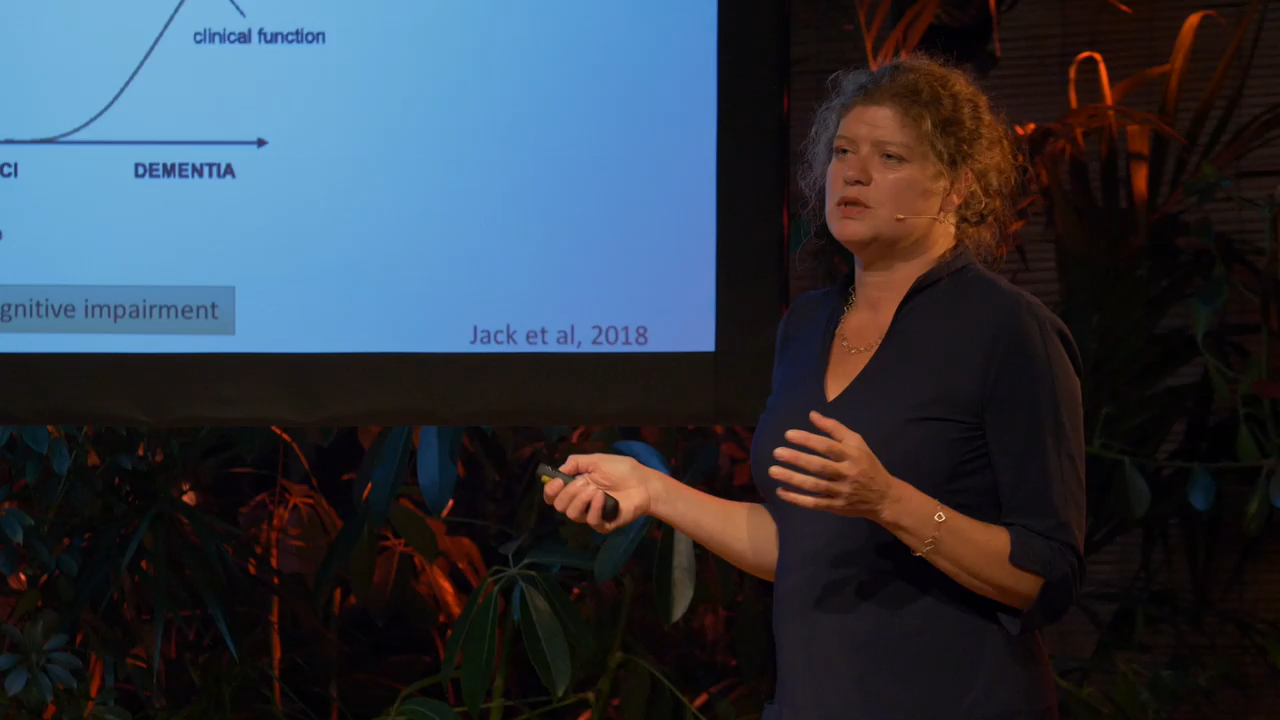 clinical function
CI DEMENTIA
gnitive impairment
Jack et al, 2018